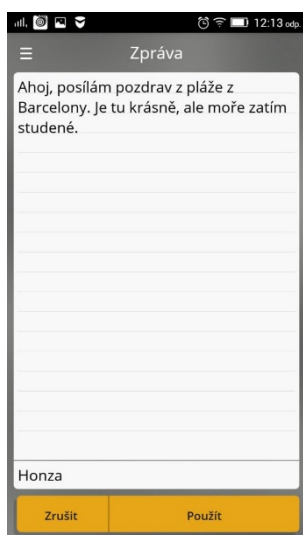 12:13 odp.
Zpráva
Ahoj, posílám pozdrav z pláže z
Barcelony. Je tu krásně, ale moře zatím
studené.
Honza
Zrušit
Použít